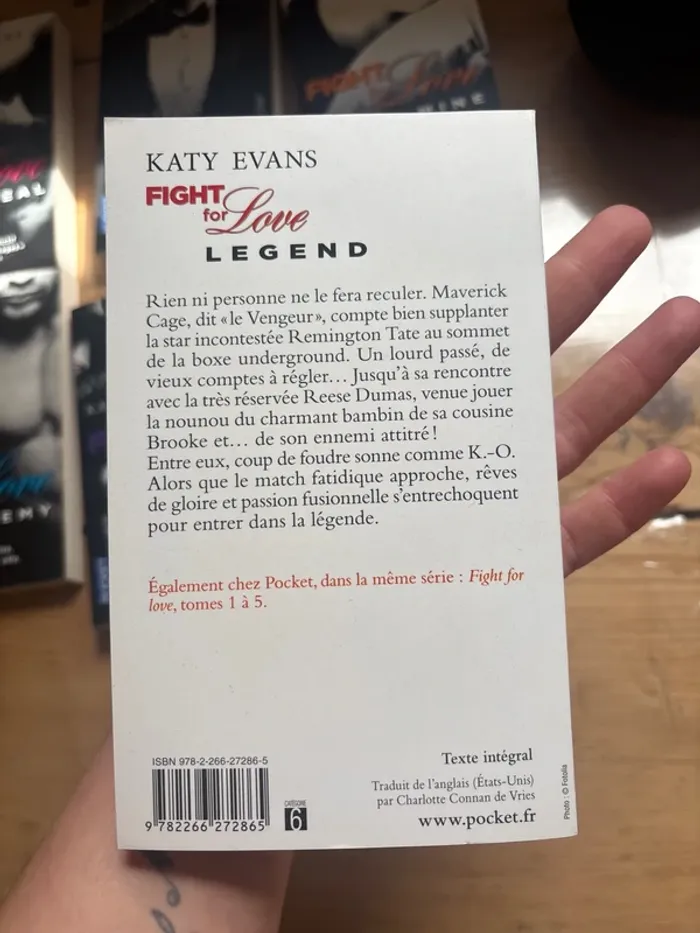 FIGHT
Love
MINE
KATY EVANS
FIGHT
for Love
LEGEND
Rien ni personne ne le fera reculer. Maverick
Cage, dit «le Vengeur», compte bien supplanter
la star incontestée Remington Tate au sommet
de la boxe underground. Un lourd passé, de
vieux comptes à régler… Jusqu'à sa rencontre
avec la très réservée Reese Dumas, venue jouer
la nounou du charmant bambin de sa cousine
Brooke et… de son ennemi attitré !
Entre eux, coup de foudre sonne comme K.-O.
Alors que le match fatidique approche, rêves
de gloire et passion fusionnelle s'entrechoquent
pour entrer dans la légende.
Également chez Pocket, dans la même série : Fight for
love, tomes 1 à 5.
ISBN 978-2-266-27286-5
9 782266 272865
CATÉGORIE
6
Texte intégral
Traduit de l'anglais (États-Unis)
par Charlotte Connan de Vries
www.pocket.fr
Photo : © Fotolia